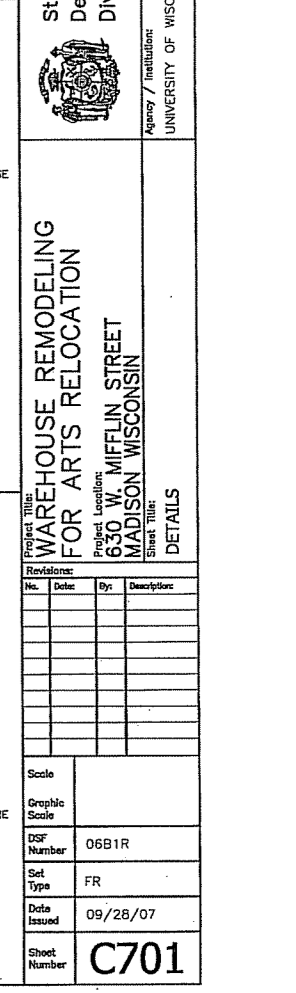 St
De
Div
Agency / Institution:
UNIVERSITY OF WISC
Project Title:
WAREHOUSE REMODELING
FOR ARTS RELOCATION
Project Location:
630 W. MIFFLIN STREET
MADISON WISCONSIN
Sheet Title:
DETAILS
Revisions:
No. Date: By: Description:
Scale
Graphic
Scale
DSF
Number 06B1R
Set
Type FR
Date
Issued 09/28/07
Sheet
Number C701